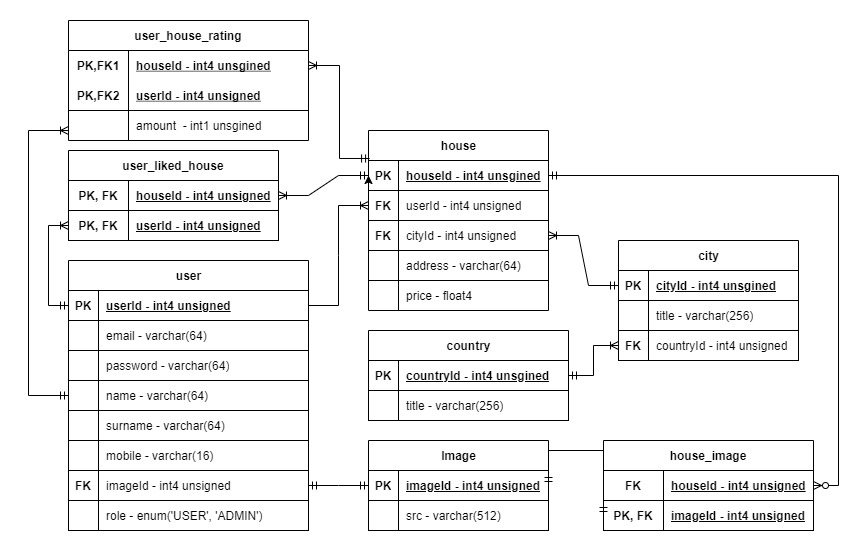 user_house_rating
PK,FK1 houseId - int4 unsgined
PK,FK2 userId - int4 unsigned
amount - int1 unsgined
user_liked_house
PK, FK houseId - int4 unsigned
PK, FK userId - int4 unsigned
user
PK userId - int4 unsigned
email - varchar(64)
password - varchar(64)
name - varchar(64)
surname - varchar(64)
mobile - varchar(16)
FK imageId - int4 unsigned
role - enum('USER', 'ADMIN')
house
PK houseId - int4 unsgined
FK userId - int4 unsigned
FK cityId - int4 unsigned
address - varchar(64)
price - float4
country
PK countryId - int4 unsgined
title - varchar(256)
city
PK cityId - int4 unsgined
title - varchar(256)
FK countryId - int4 unsigned
Image
PK imageId - int4 unsigned
src - varchar(512)
house_image
FK houseId - int4 unsigned
PK, FK imageId - int4 unsigned